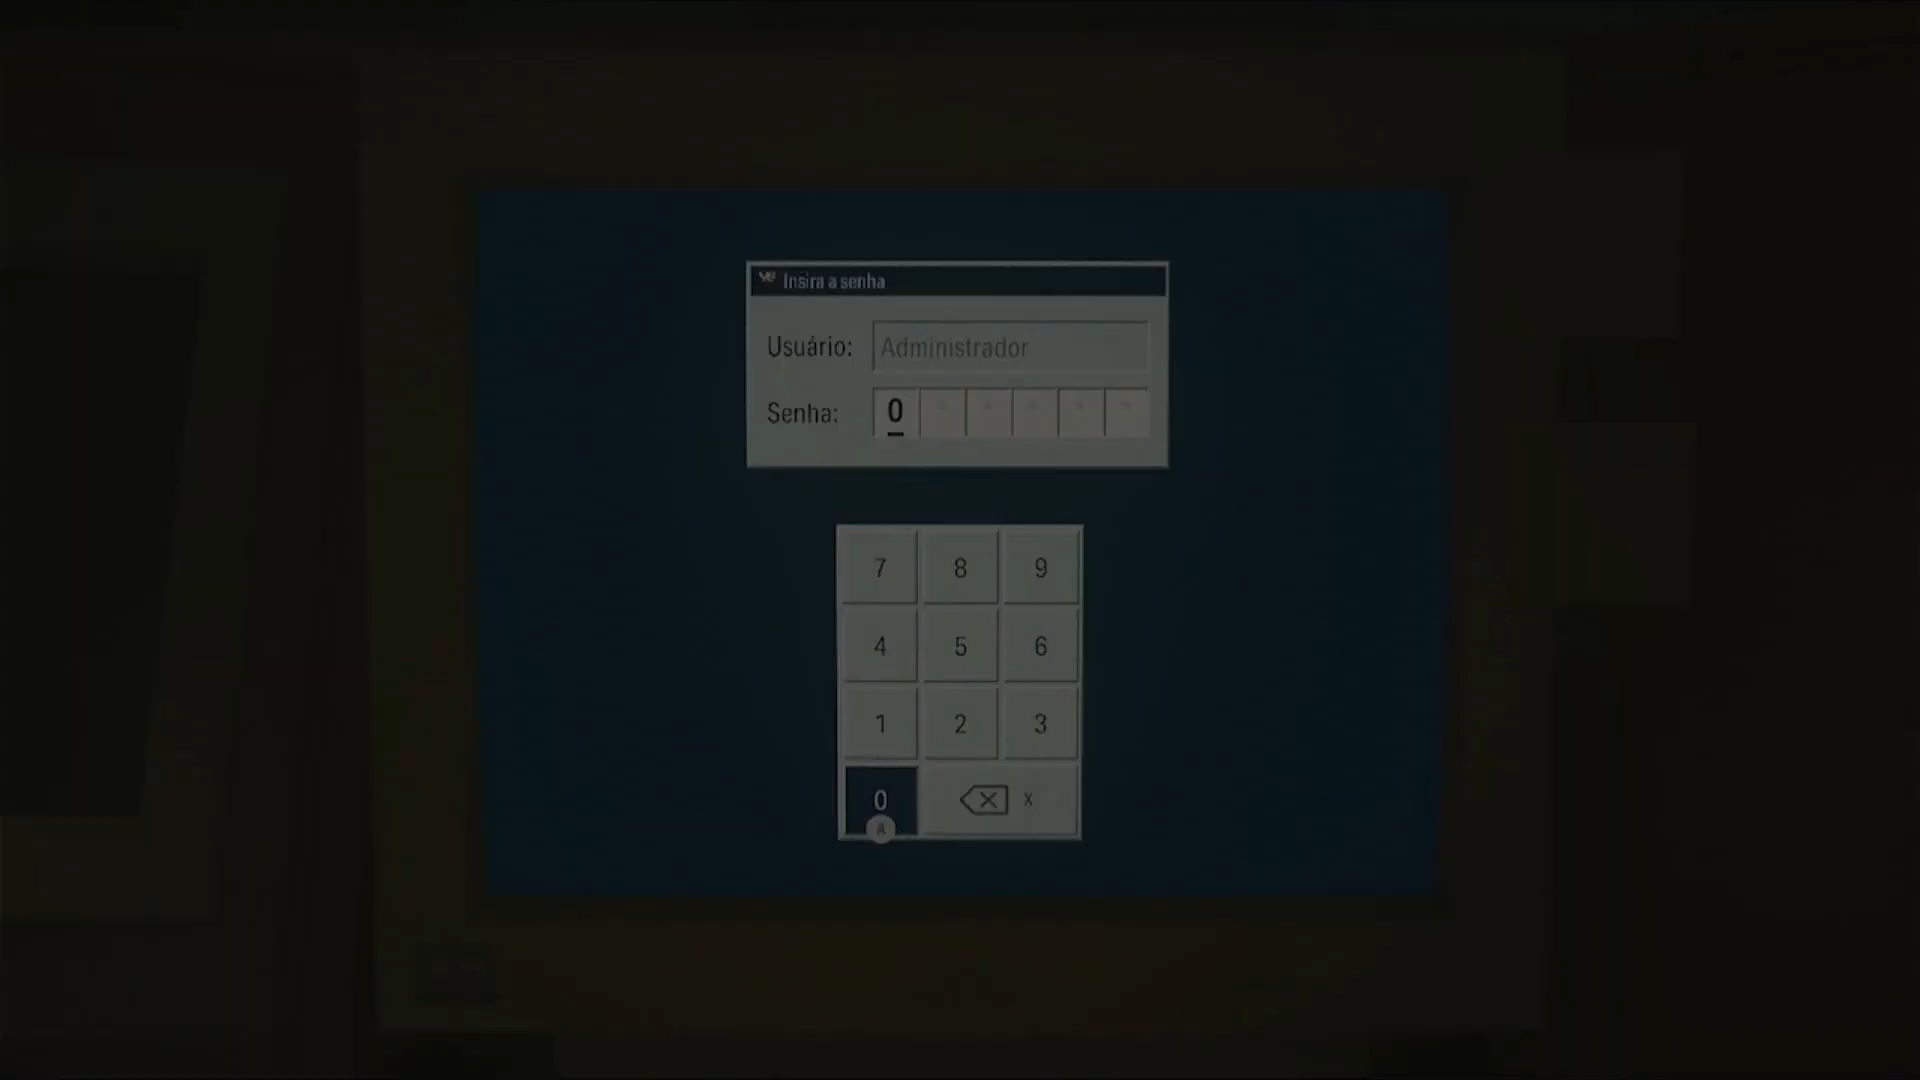 Insira a senha
Usuário: Administrador
Senha: 0 * * * * *
7 8 9
4 5 6
1 2 3
0 X
A